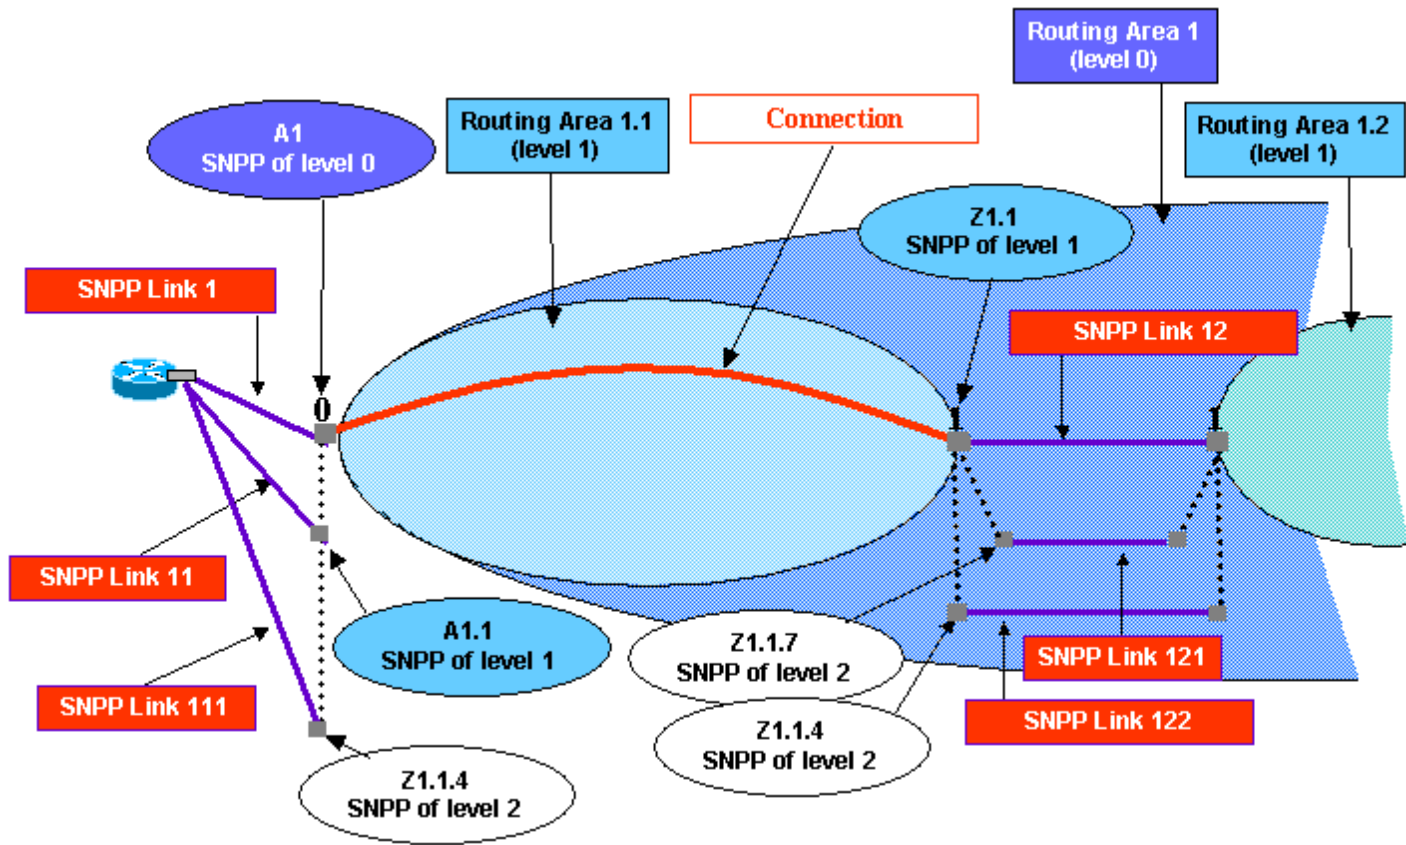 Routing Area 1
(level 0)
A1
SNPP of level 0
Routing Area 1.1
(level 1)
Connection
Routing Area 1.2
(level 1)
Z1.1
SNPP of level 1
SNPP Link 1
SNPP Link 12
0
SNPP Link 11
A1.1
SNPP of level 1
Z1.1.7
SNPP of level 2
SNPP Link 121
SNPP Link 111
Z1.1.4
SNPP of level 2
SNPP Link 122
Z1.1.4
SNPP of level 2